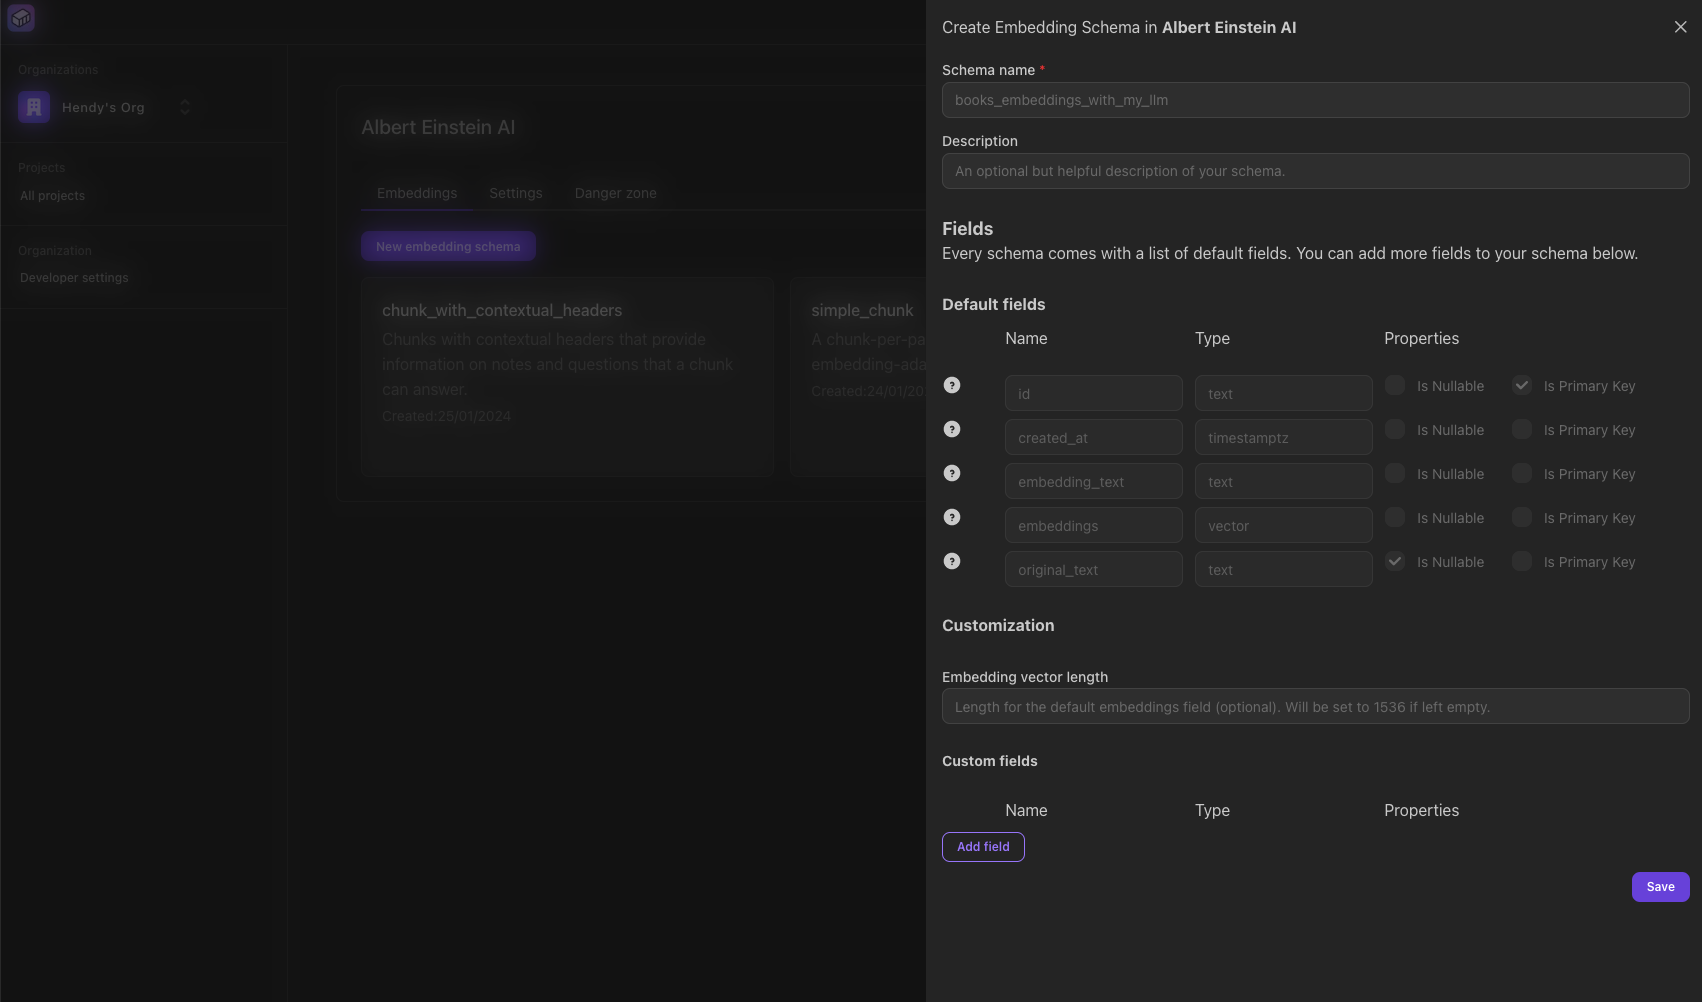 Organizations
Hendy's Org
Projects
All projects
Organization
Developer settings
Albert Einstein AI
Embeddings Settings Danger zone
New embedding schema
chunk_with_contextual_headers
Chunks with contextual headers that provide
information on notes and questions that a chunk
can answer.
Created:25/01/2024
simple_chunk
A chunk-per-pa
embedding-ada
Created:24/01/20
Create Embedding Schema in Albert Einstein AI
Schema name *
books_embeddings_with_my_llm
Description
An optional but helpful description of your schema.
Fields
Every schema comes with a list of default fields. You can add more fields to your schema below.
Default fields
Name Type Properties
? id text Is Nullable Is Primary Key
? created_at timestamptz Is Nullable Is Primary Key
? embedding_text text Is Nullable Is Primary Key
? embeddings vector Is Nullable Is Primary Key
? original_text text Is Nullable Is Primary Key
Customization
Embedding vector length
Length for the default embeddings field (optional). Will be set to 1536 if left empty.
Custom fields
Name Type Properties
Add field
Save